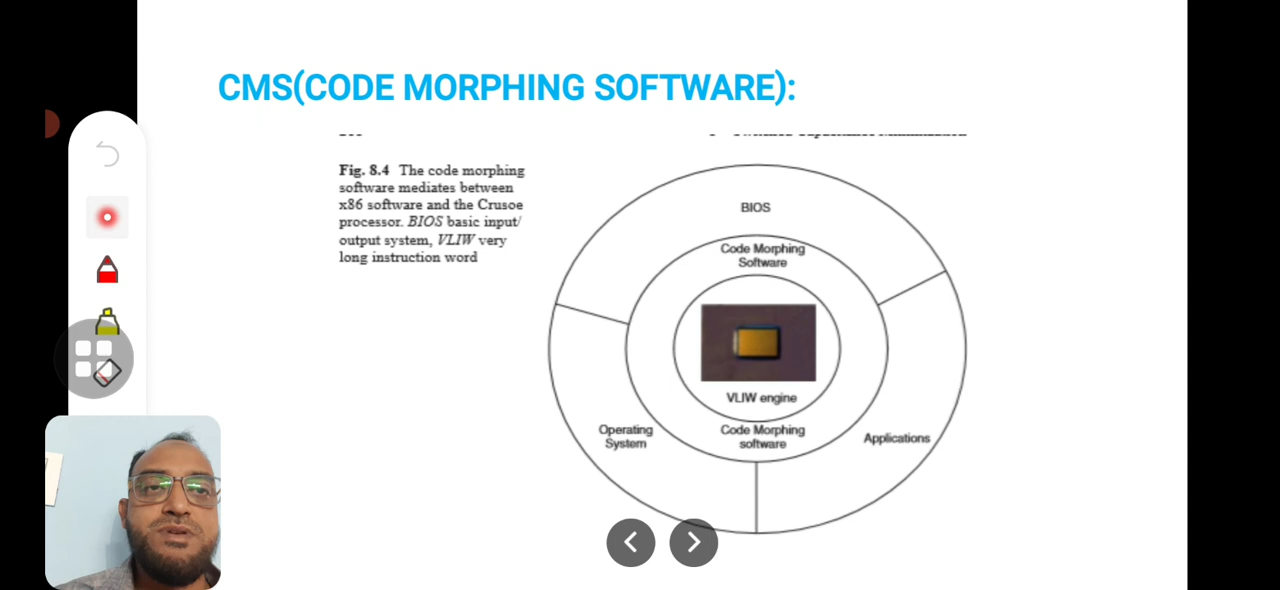 CMS(CODE MORPHING SOFTWARE):
Fig. 8.4 The code morphing
software mediates between
x86 software and the Crusoe
processor. BIOS basic input/
output system, VLIW very
long instruction word
BIOS
Code Morphing
Software
VLIW engine
Code Morphing
software
Operating
System
Applications